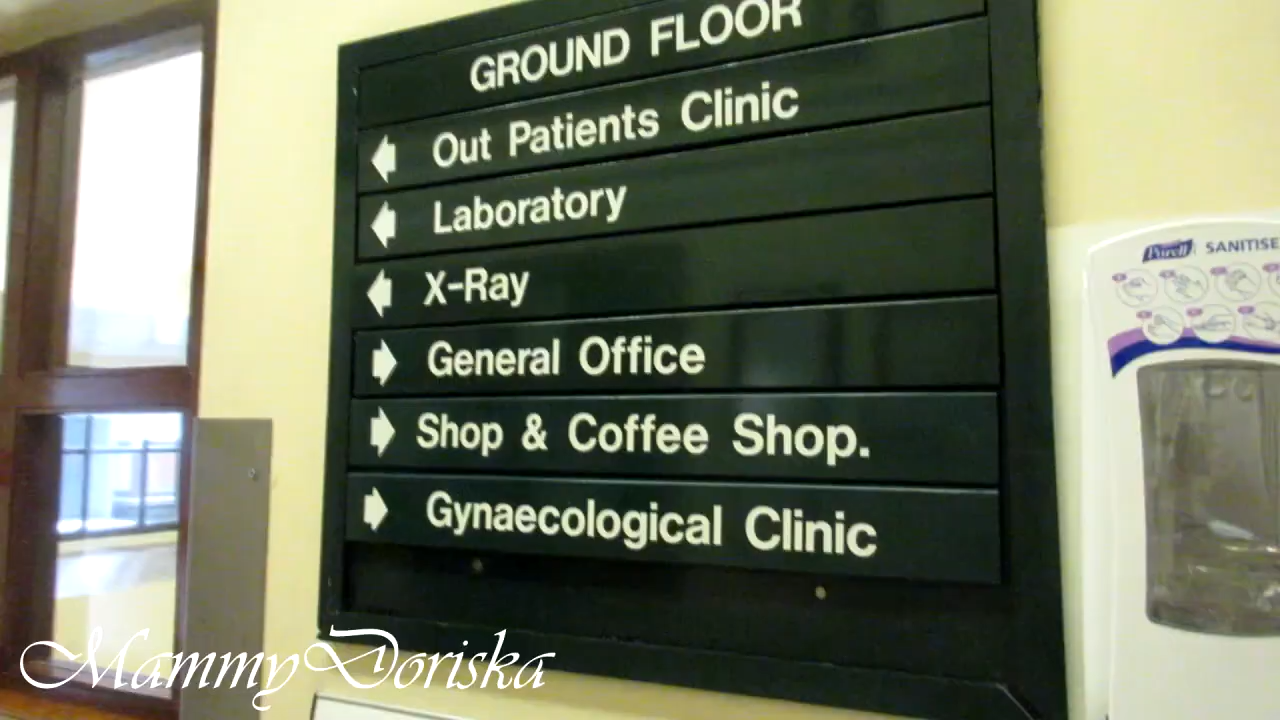 GROUND FLOOR
Out Patients Clinic
Laboratory
X-Ray
General Office
Shop & Coffee Shop.
Gynaecological Clinic
Purell SANITISE
MammyDoriska